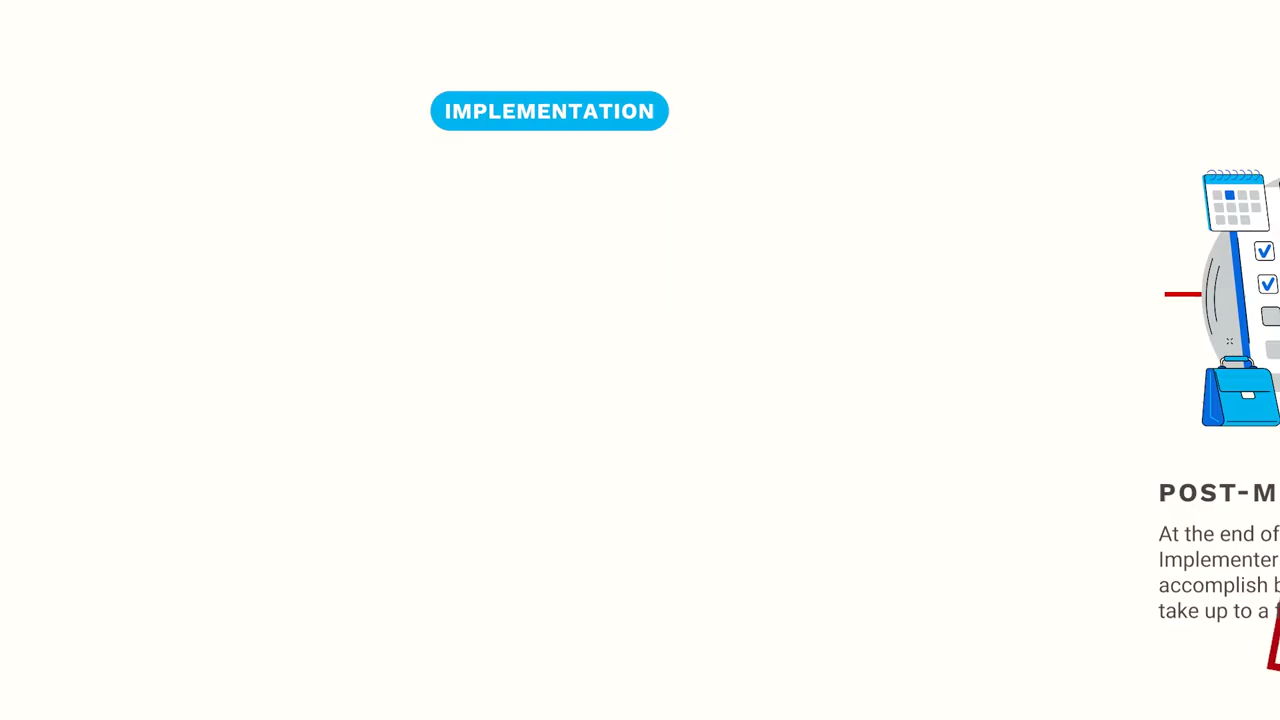 IMPLEMENTATION
POST-M
At the end of
Implementer
accomplish
take up to a